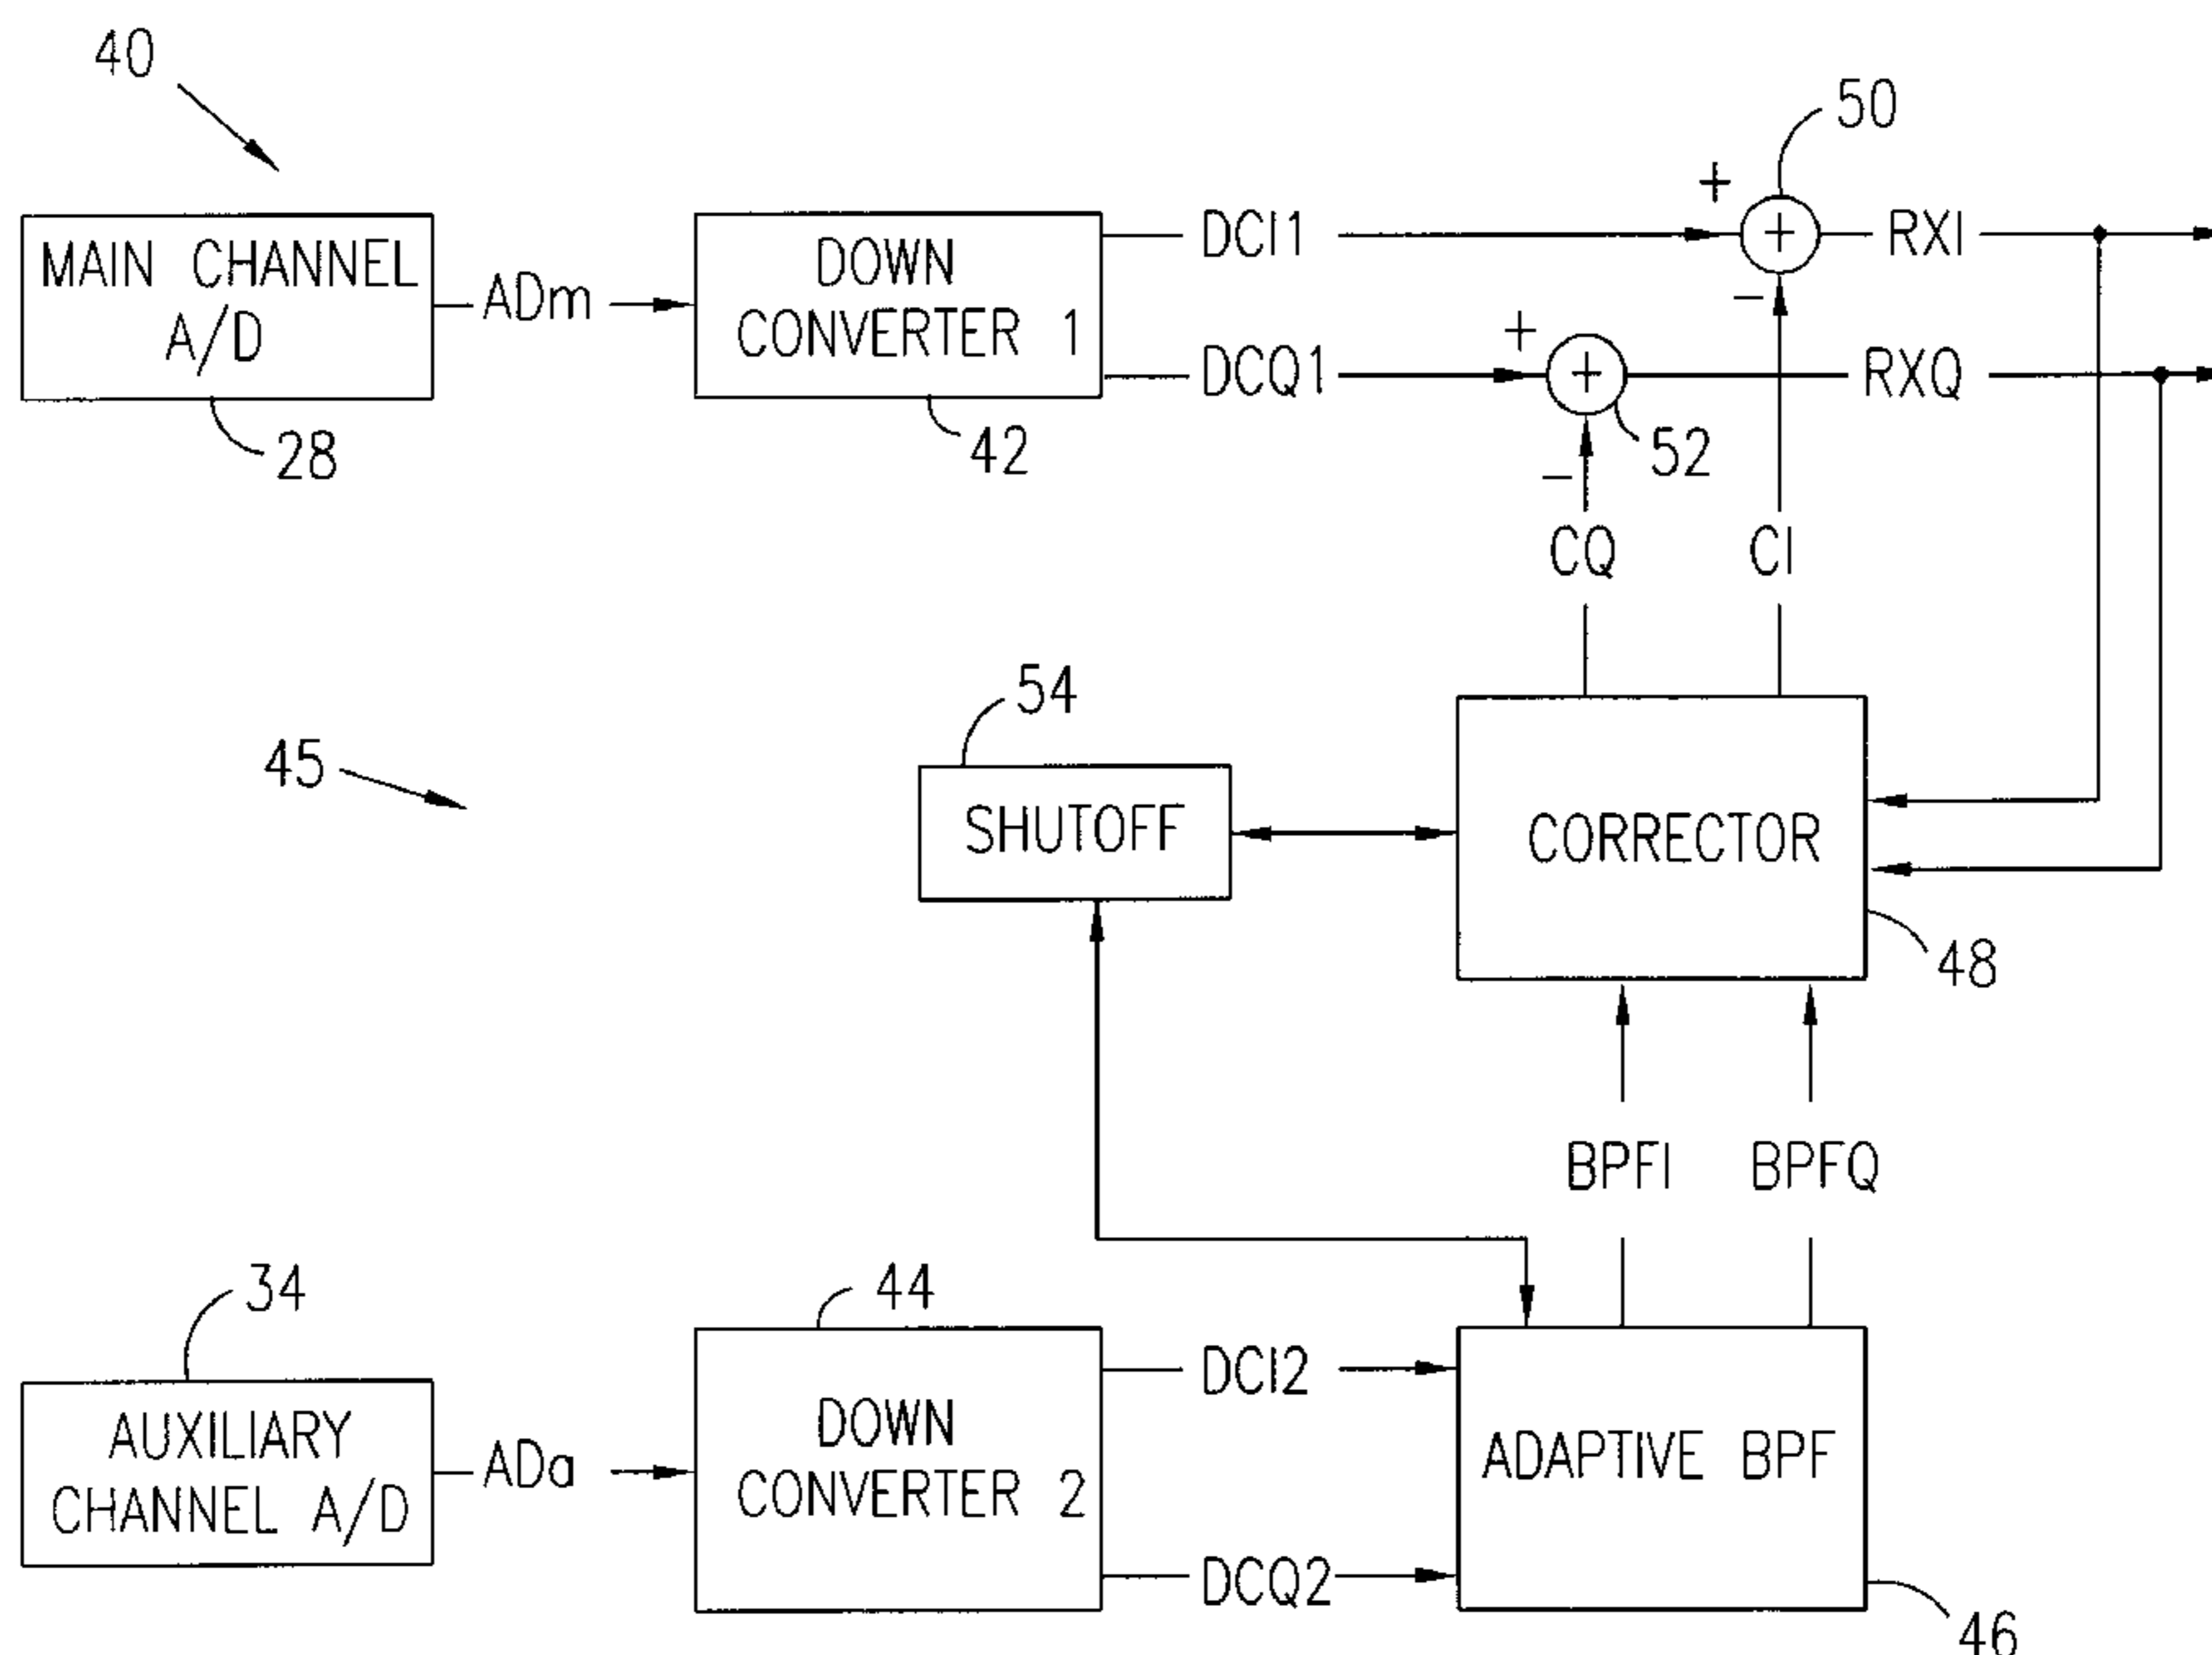 40
50
+
MAIN CHANNEL
A/D
ADm
DOWN
CONVERTER 1
DCI1
+
RXI
−
DCQ1
+
+
RXQ
28
42
−
52
CQ
CI
54
45
SHUTOFF
CORRECTOR
48
BPFI
BPFQ
34
44
AUXILIARY
CHANNEL A/D
ADa
DOWN
CONVERTER 2
DCI2
DCQ2
ADAPTIVE BPF
46